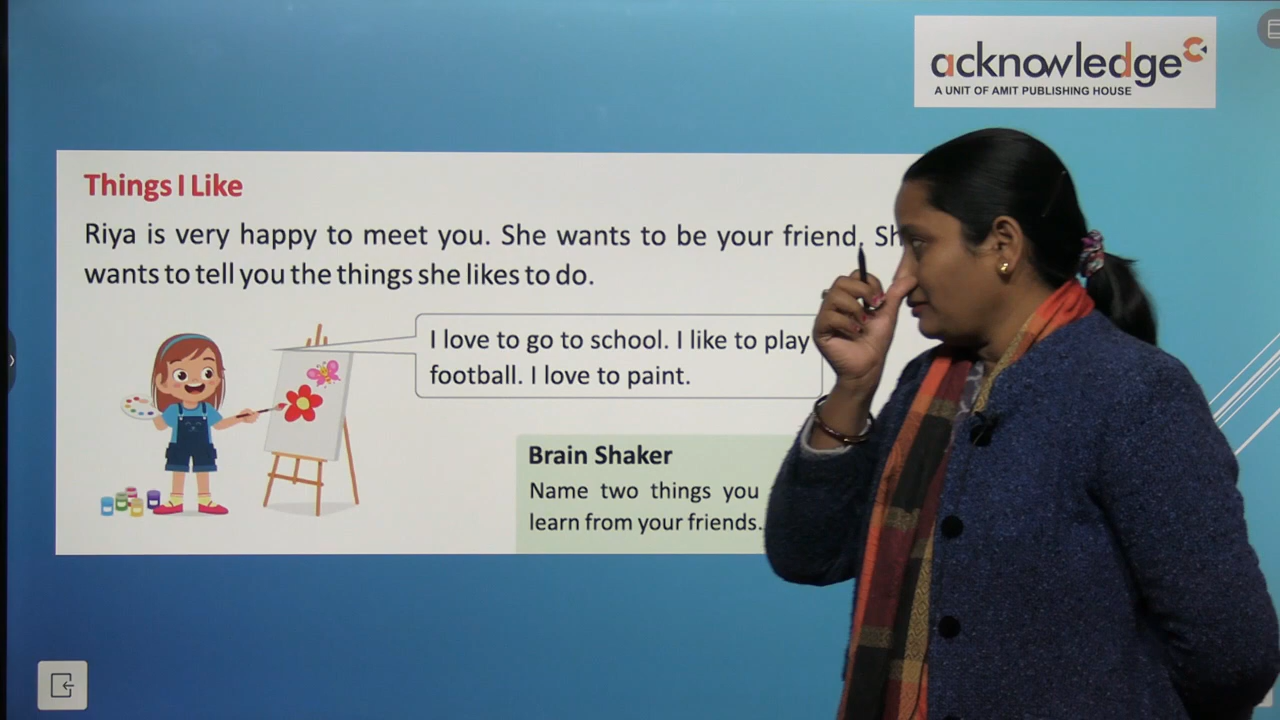 acknowledge
A UNIT OF AMIT PUBLISHING HOUSE
Things I Like
Riya is very happy to meet you. She wants to be your friend. Sh
wants to tell you the things she likes to do.
I love to go to school. I like to play
football. I love to paint.
Brain Shaker
Name two things you
learn from your friends.